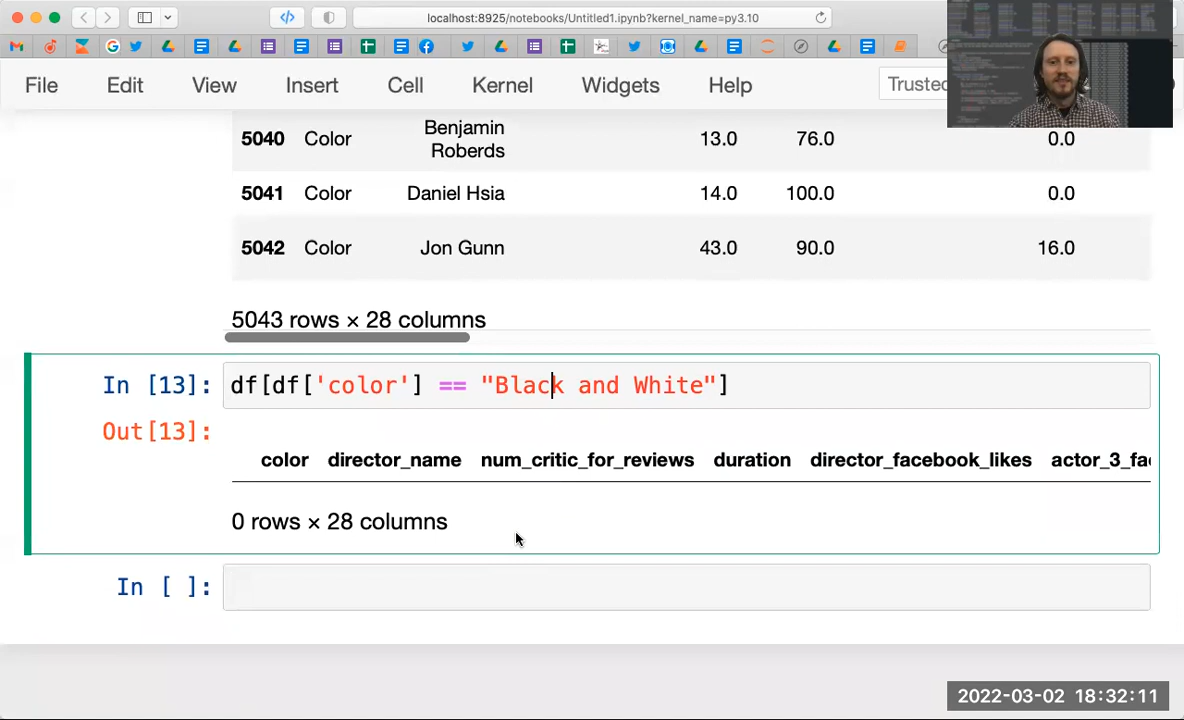 localhost:8925/notebooks/Untitled1.ipynb?kernel_name=py3.10
File Edit View Insert Cell Kernel Widgets Help Trusted
5040 Color Benjamin Roberds 13.0 76.0 0.0
5041 Color Daniel Hsia 14.0 100.0 0.0
5042 Color Jon Gunn 43.0 90.0 16.0
5043 rows × 28 columns
In [13]: df[df['color'] == "Black and White"]
Out[13]:
color director_name num_critic_for_reviews duration director_facebook_likes actor_3_fa
0 rows × 28 columns
In [ ]:
2022-03-02 18:32:11